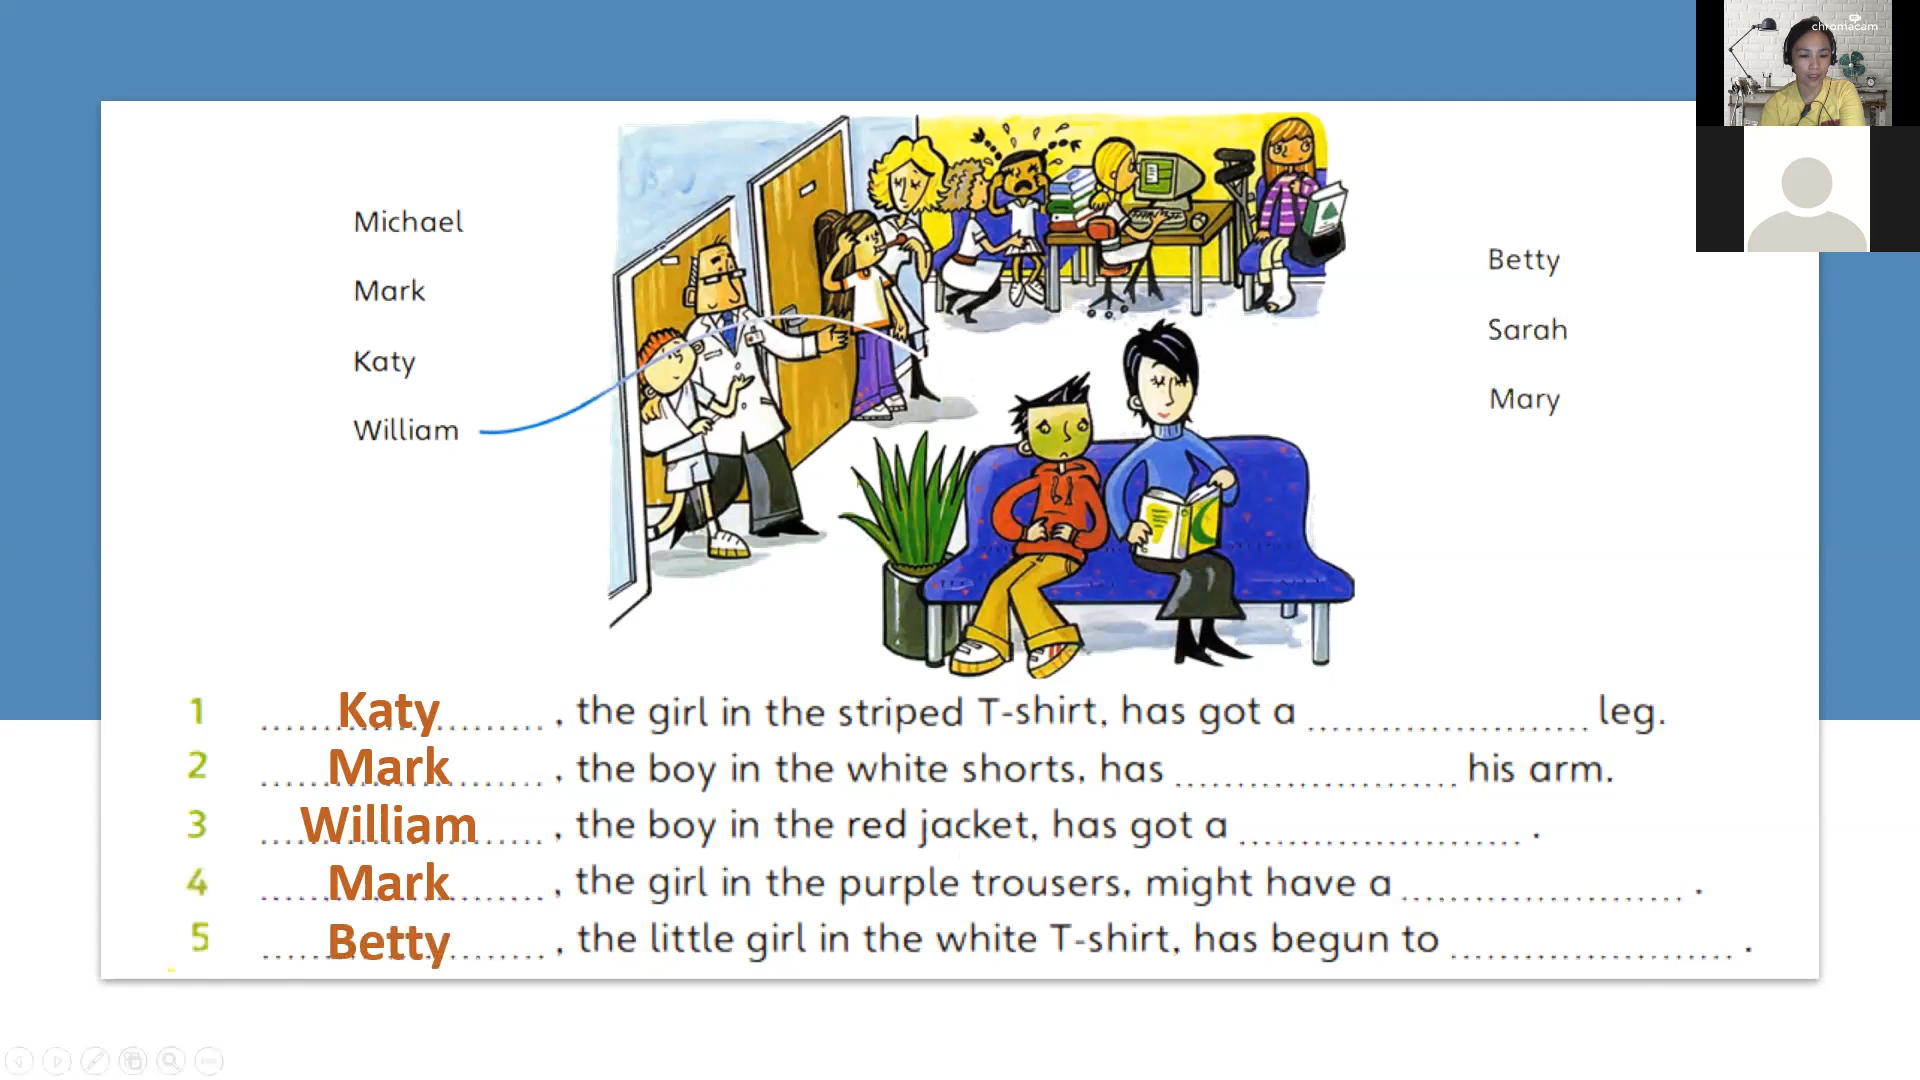 chromacam
Michael
Mark
Katy
William
Betty
Sarah
Mary
1 Katy, the girl in the striped T-shirt, has got a ...................... leg.
2 Mark, the boy in the white shorts, has ...................... his arm.
3 William, the boy in the red jacket, has got a ...................... .
4 Mark, the girl in the purple trousers, might have a ...................... .
5 Betty, the little girl in the white T-shirt, has begun to ...................... .